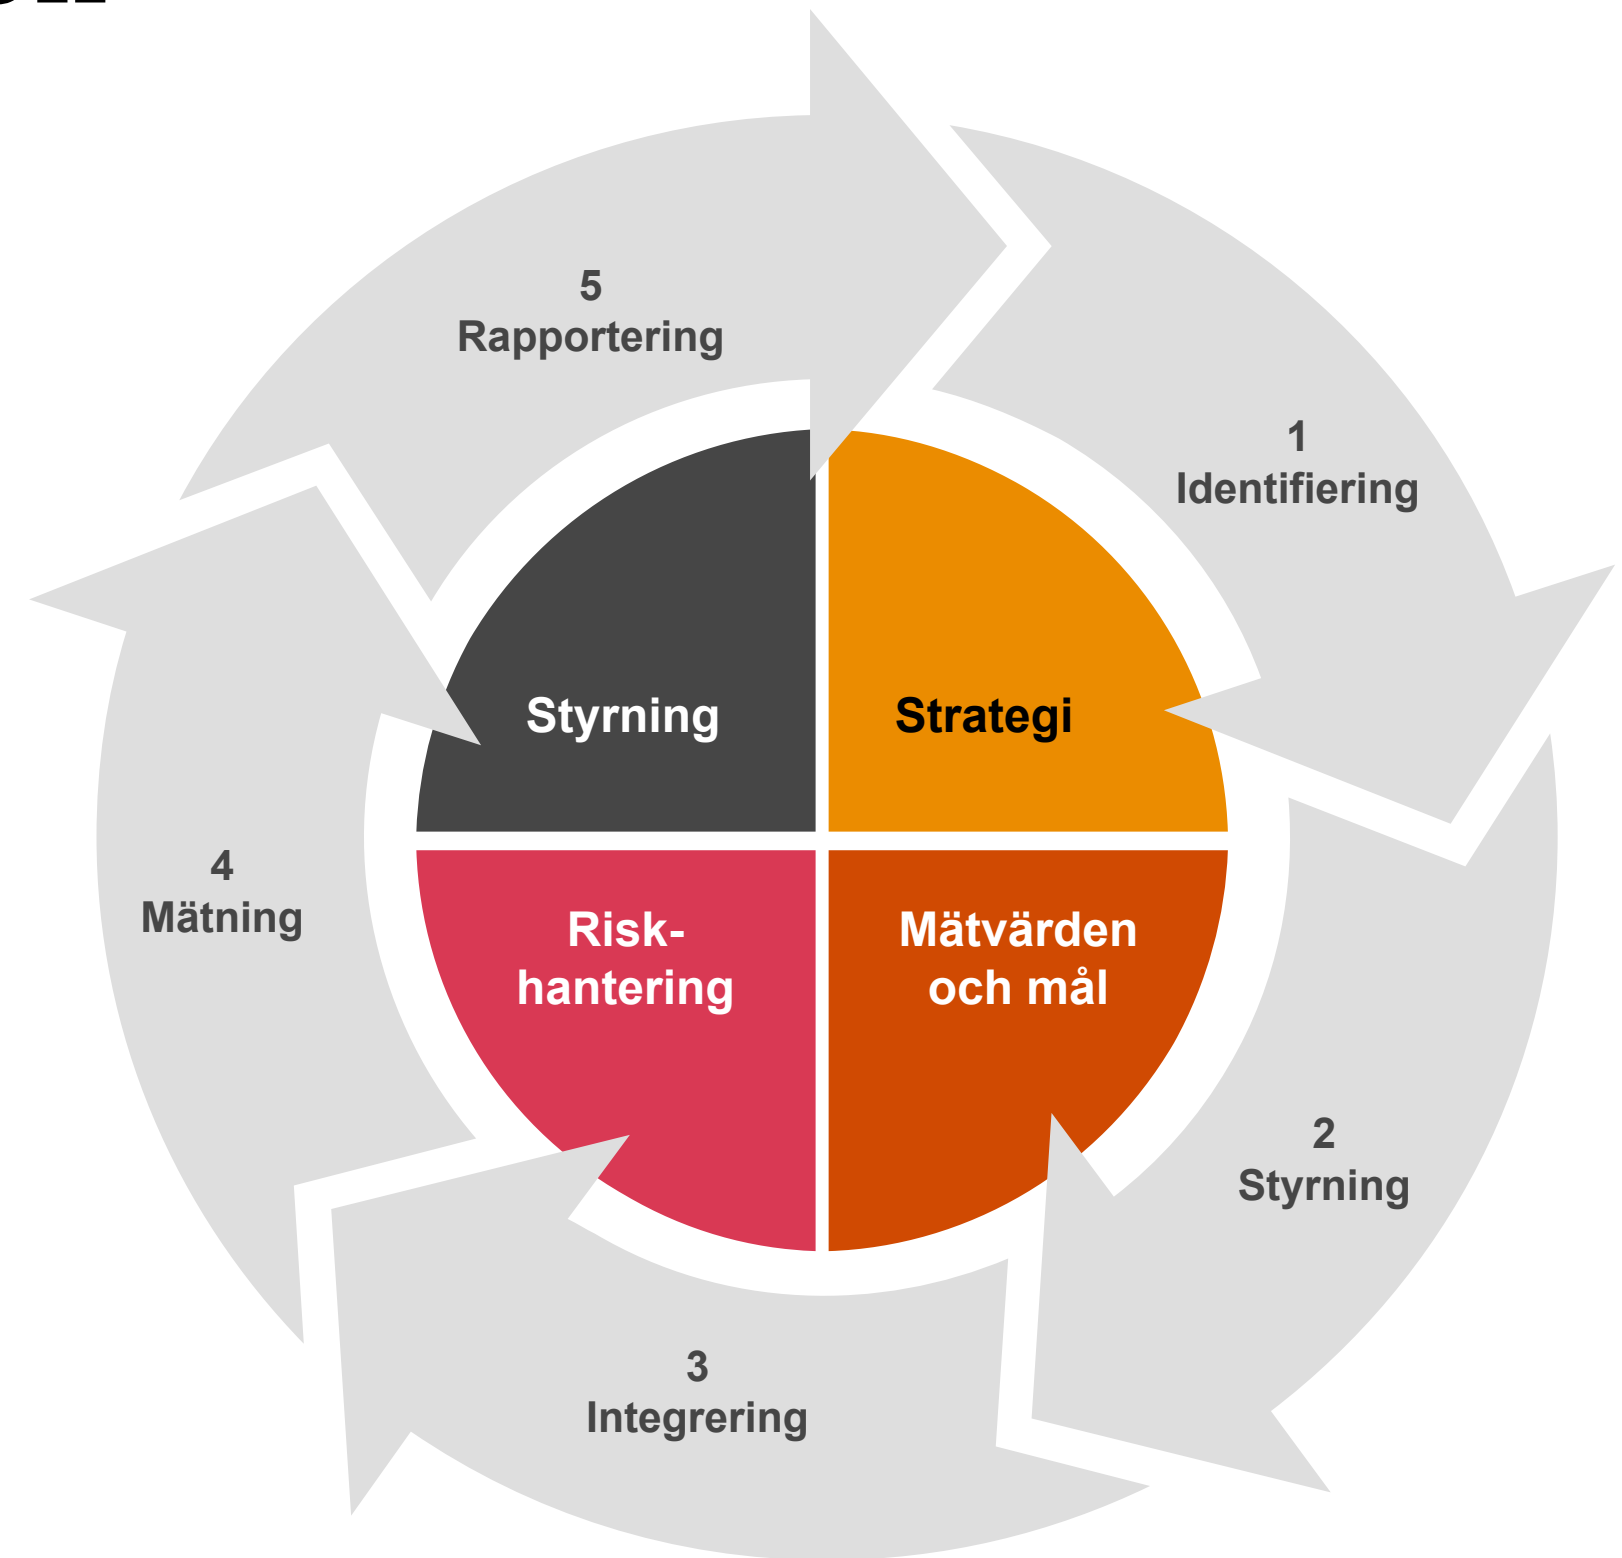 5
Rapportering
1
Identifiering
Styrning
Strategi
4
Mätning
Risk-
hantering
Mätvärden
och mål
2
Styrning
3
Integrering